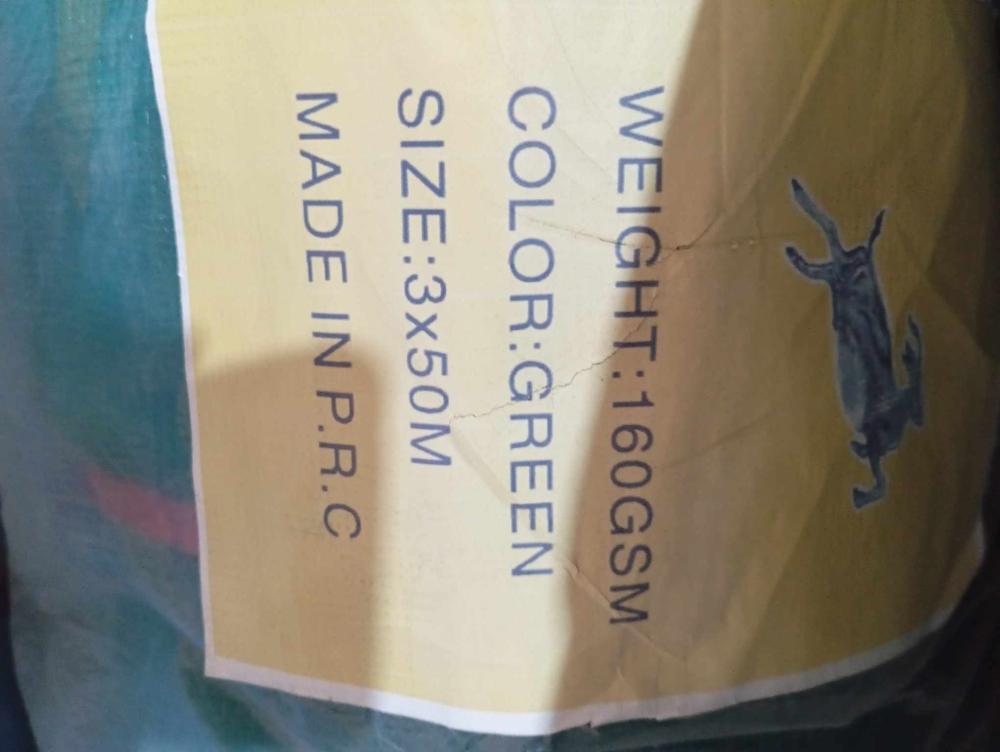 WEIGHT:160GSM
COLOR:GREEN
SIZE:3x50M
MADE IN P.R.C